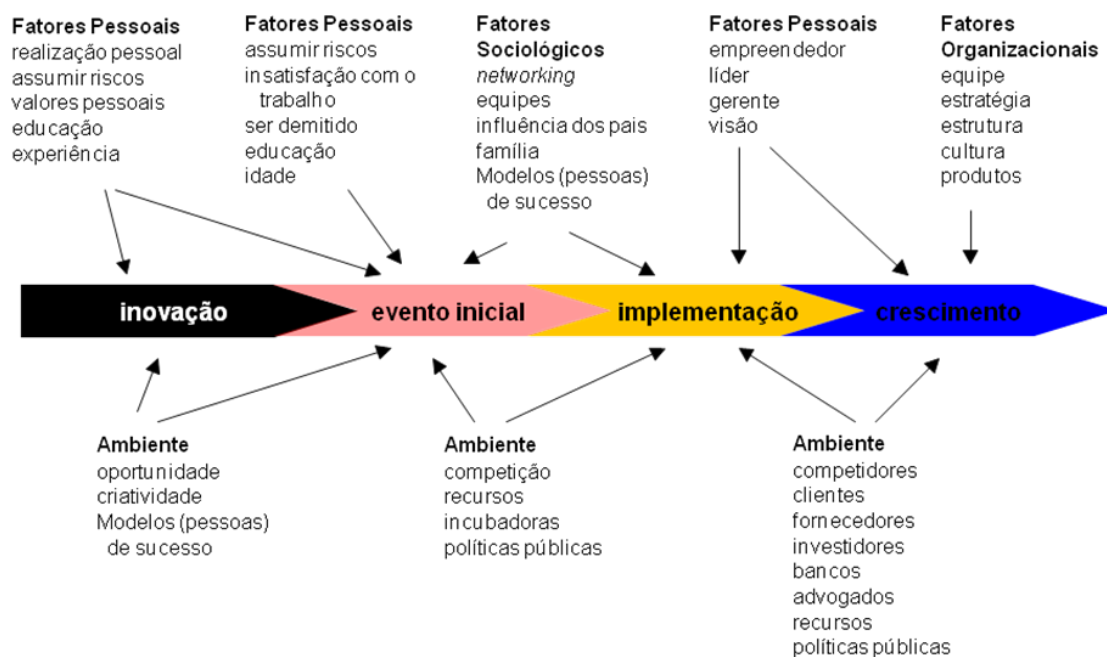 Fatores Pessoais
realização pessoal
assumir riscos
valores pessoais
educação
experiência
Fatores Pessoais
assumir riscos
insatisfação com o
trabalho
ser demitido
educação
idade
Fatores
Sociológicos
networking
equipes
influência dos pais
família
Modelos (pessoas)
de sucesso
Fatores Pessoais
empreendedor
líder
gerente
visão
Fatores
Organizacionais
equipe
estratégia
estrutura
cultura
produtos
inovação
evento inicial
implementação
crescimento
Ambiente
oportunidade
criatividade
Modelos (pessoas)
de sucesso
Ambiente
competição
recursos
incubadoras
políticas públicas
Ambiente
competidores
clientes
fornecedores
investidores
bancos
advogados
recursos
políticas públicas